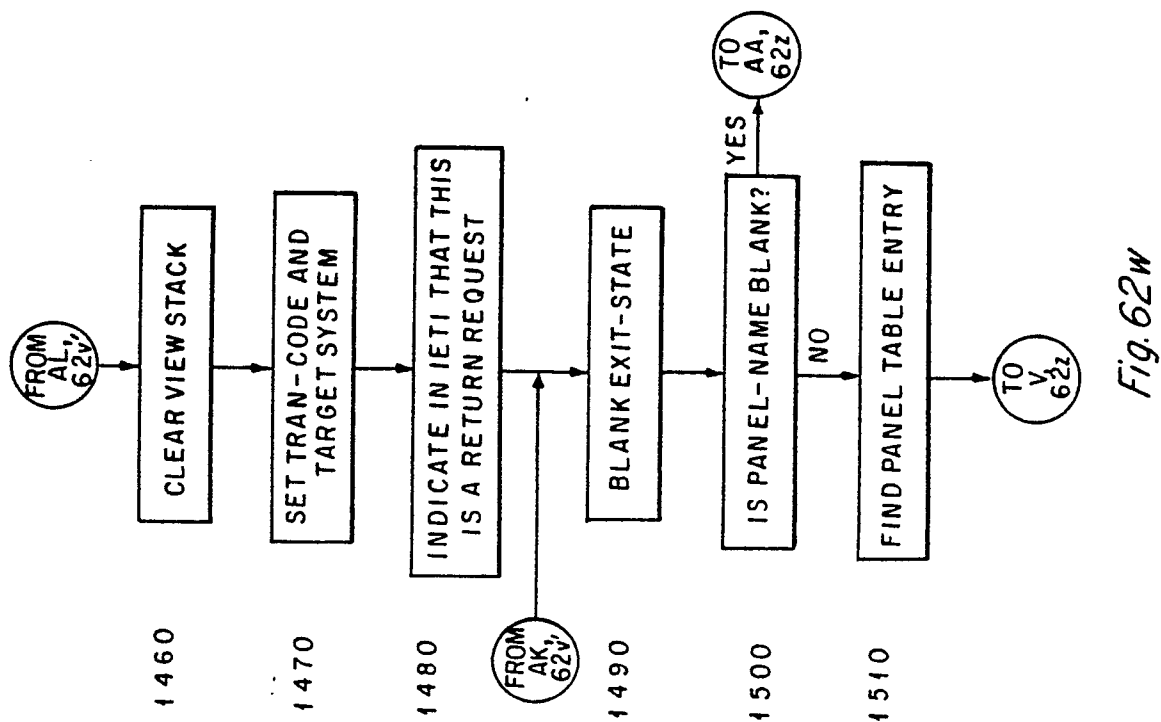 FROM
AL,
62v,
1460
CLEAR VIEW STACK
1470
SET TRAN-CODE AND
TARGET SYSTEM
1480
INDICATE IN IETI THAT THIS
IS A RETURN REQUEST
FROM
AK,
62v,
1490
BLANK EXIT-STATE
1500
IS PANEL-NAME BLANK?
YES
TO
AA,
62z
NO
1510
FIND PANEL TABLE ENTRY
TO
V,
62z
Fig. 62w